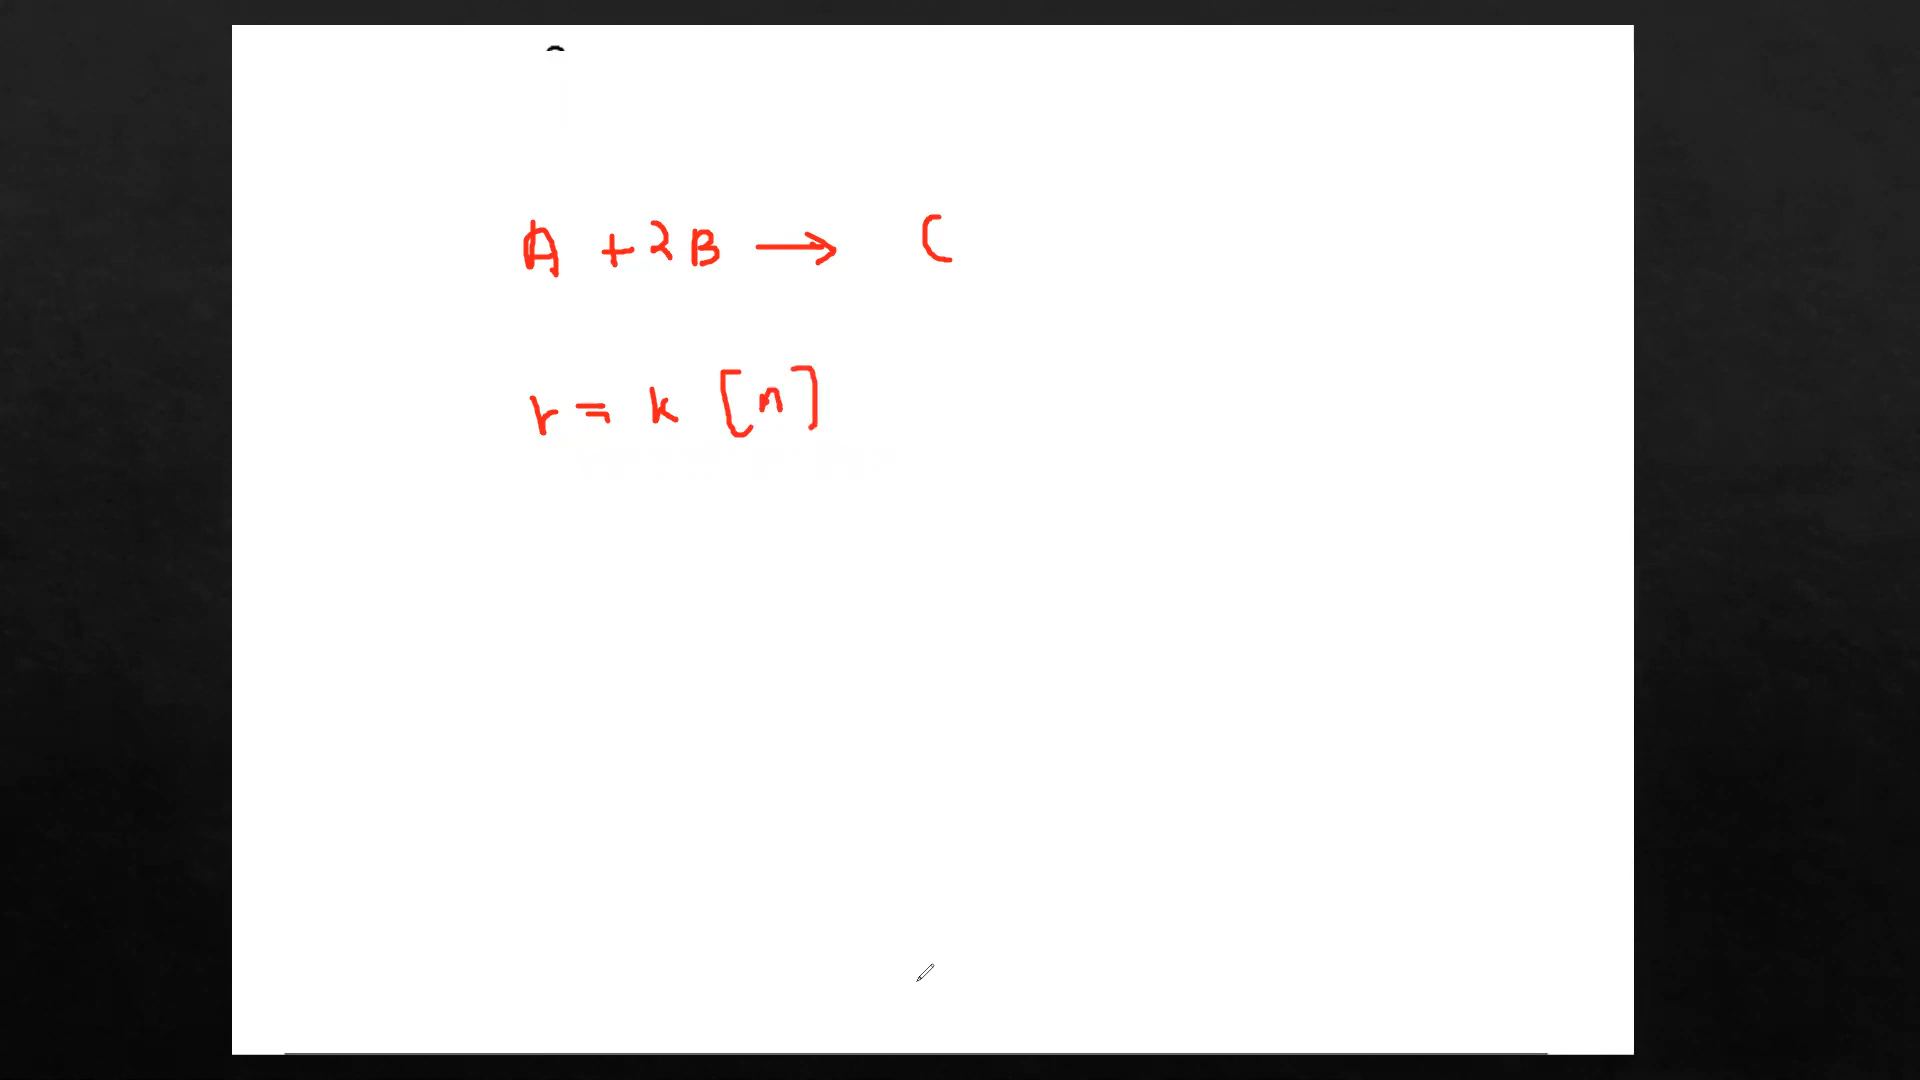 A + 2B → C
r = k [n]